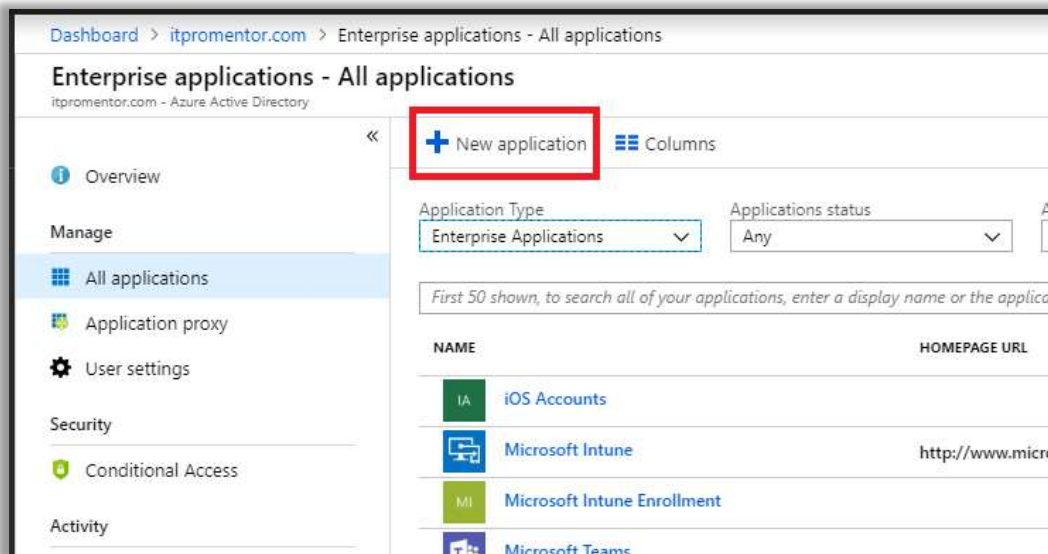 Dashboard > itpromentor.com > Enterprise applications - All applications
Enterprise applications - All applications
itpromentor.com - Azure Active Directory
«
Overview
Manage
All applications
Application proxy
User settings
Security
Conditional Access
Activity
New application
Columns
Application Type
Applications status
A
Enterprise Applications
Any
First 50 shown, to search all of your applications, enter a display name or the applica
NAME
HOMEPAGE URL
IA
iOS Accounts
Microsoft Intune
http://www.micro
MI
Microsoft Intune Enrollment
Microsoft Teams